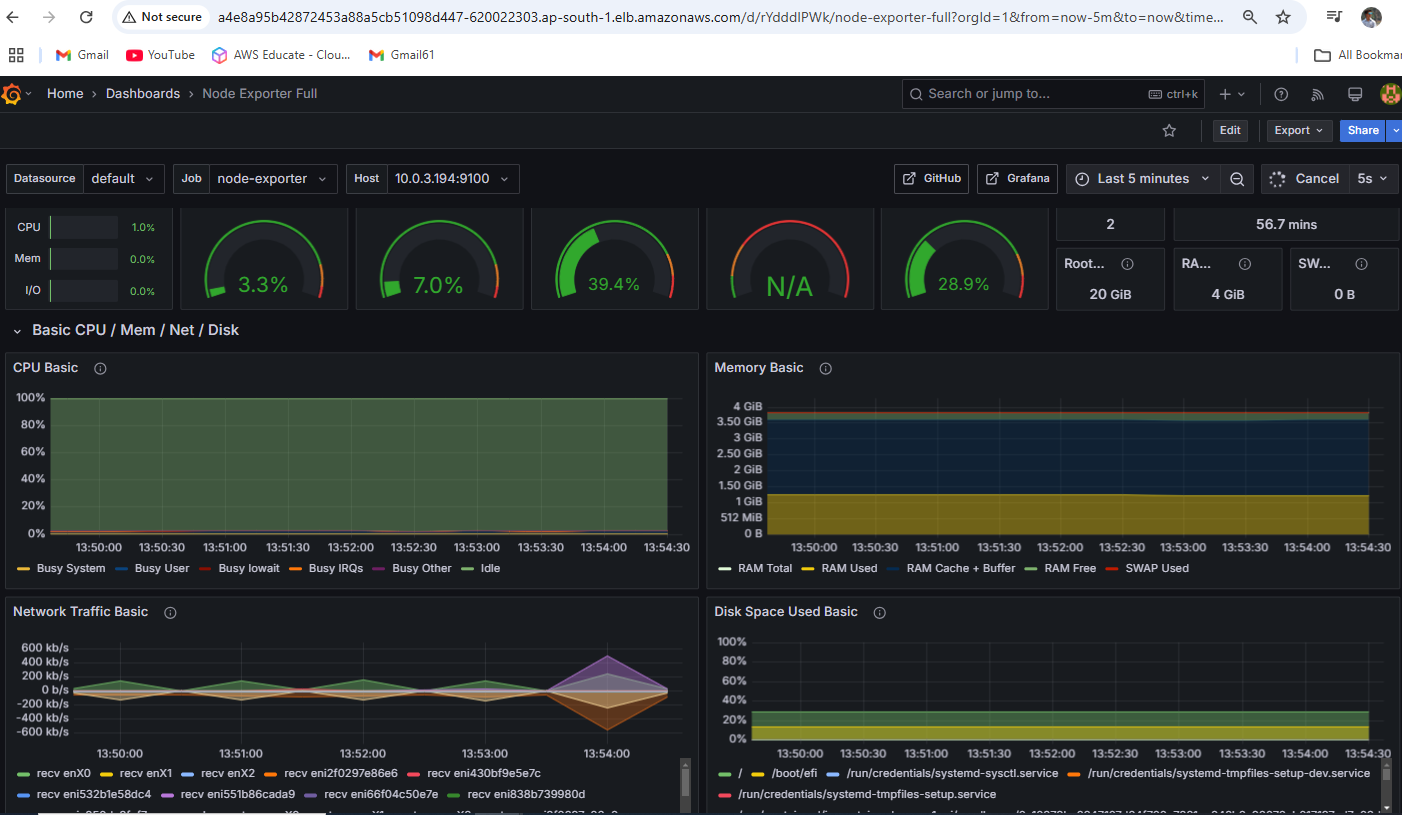 Not secure a4e8a95b42872453a88a5cb51098d447-620022303.ap-south-1.elb.amazonaws.com/d/rYdddlPWk/node-exporter-full?orgId=1&from=now-5m&to=now&time...
Gmail YouTube AWS Educate - Clou... Gmail61 All Bookmar
Home › Dashboards › Node Exporter Full Search or jump to... ctrl+k
Edit Export Share
Datasource default Job node-exporter Host 10.0.3.194:9100 GitHub Grafana Last 5 minutes Cancel 5s
CPU 1.0%
Mem 0.0%
I/O 0.0%
3.3% 7.0% 39.4% N/A 28.9%
2 56.7 mins
Root... RA... SW...
20 GiB 4 GiB 0 B
Basic CPU / Mem / Net / Disk
CPU Basic
100%
80%
60%
40%
20%
0%
13:50:00 13:50:30 13:51:00 13:51:30 13:52:00 13:52:30 13:53:00 13:53:30 13:54:00 13:54:30
Busy System Busy User Busy Iowait Busy IRQs Busy Other Idle
Memory Basic
4 GiB
3.50 GiB
3 GiB
2.50 GiB
2 GiB
1.50 GiB
1 GiB
512 MiB
0 B
13:50:00 13:50:30 13:51:00 13:51:30 13:52:00 13:52:30 13:53:00 13:53:30 13:54:00 13:54:30
RAM Total RAM Used RAM Cache + Buffer RAM Free SWAP Used
Network Traffic Basic
600 kb/s
400 kb/s
200 kb/s
0 b/s
-200 kb/s
-400 kb/s
-600 kb/s
13:50:00 13:51:00 13:52:00 13:53:00 13:54:00
recv enX0 recv enX1 recv enX2 recv eni2f0297e86e6 recv eni430bf9e5e7c
recv eni532b1e58dc4 recv eni551b86cada9 recv eni66f04c50e7e recv eni838b739980d
Disk Space Used Basic
100%
80%
60%
40%
20%
0%
13:50:00 13:50:30 13:51:00 13:51:30 13:52:00 13:52:30 13:53:00 13:53:30 13:54:00 13:54:30
/ /boot/efi /run/credentials/systemd-sysctl.service /run/credentials/systemd-tmpfiles-setup-dev.service
/run/credentials/systemd-tmpfiles-setup.service